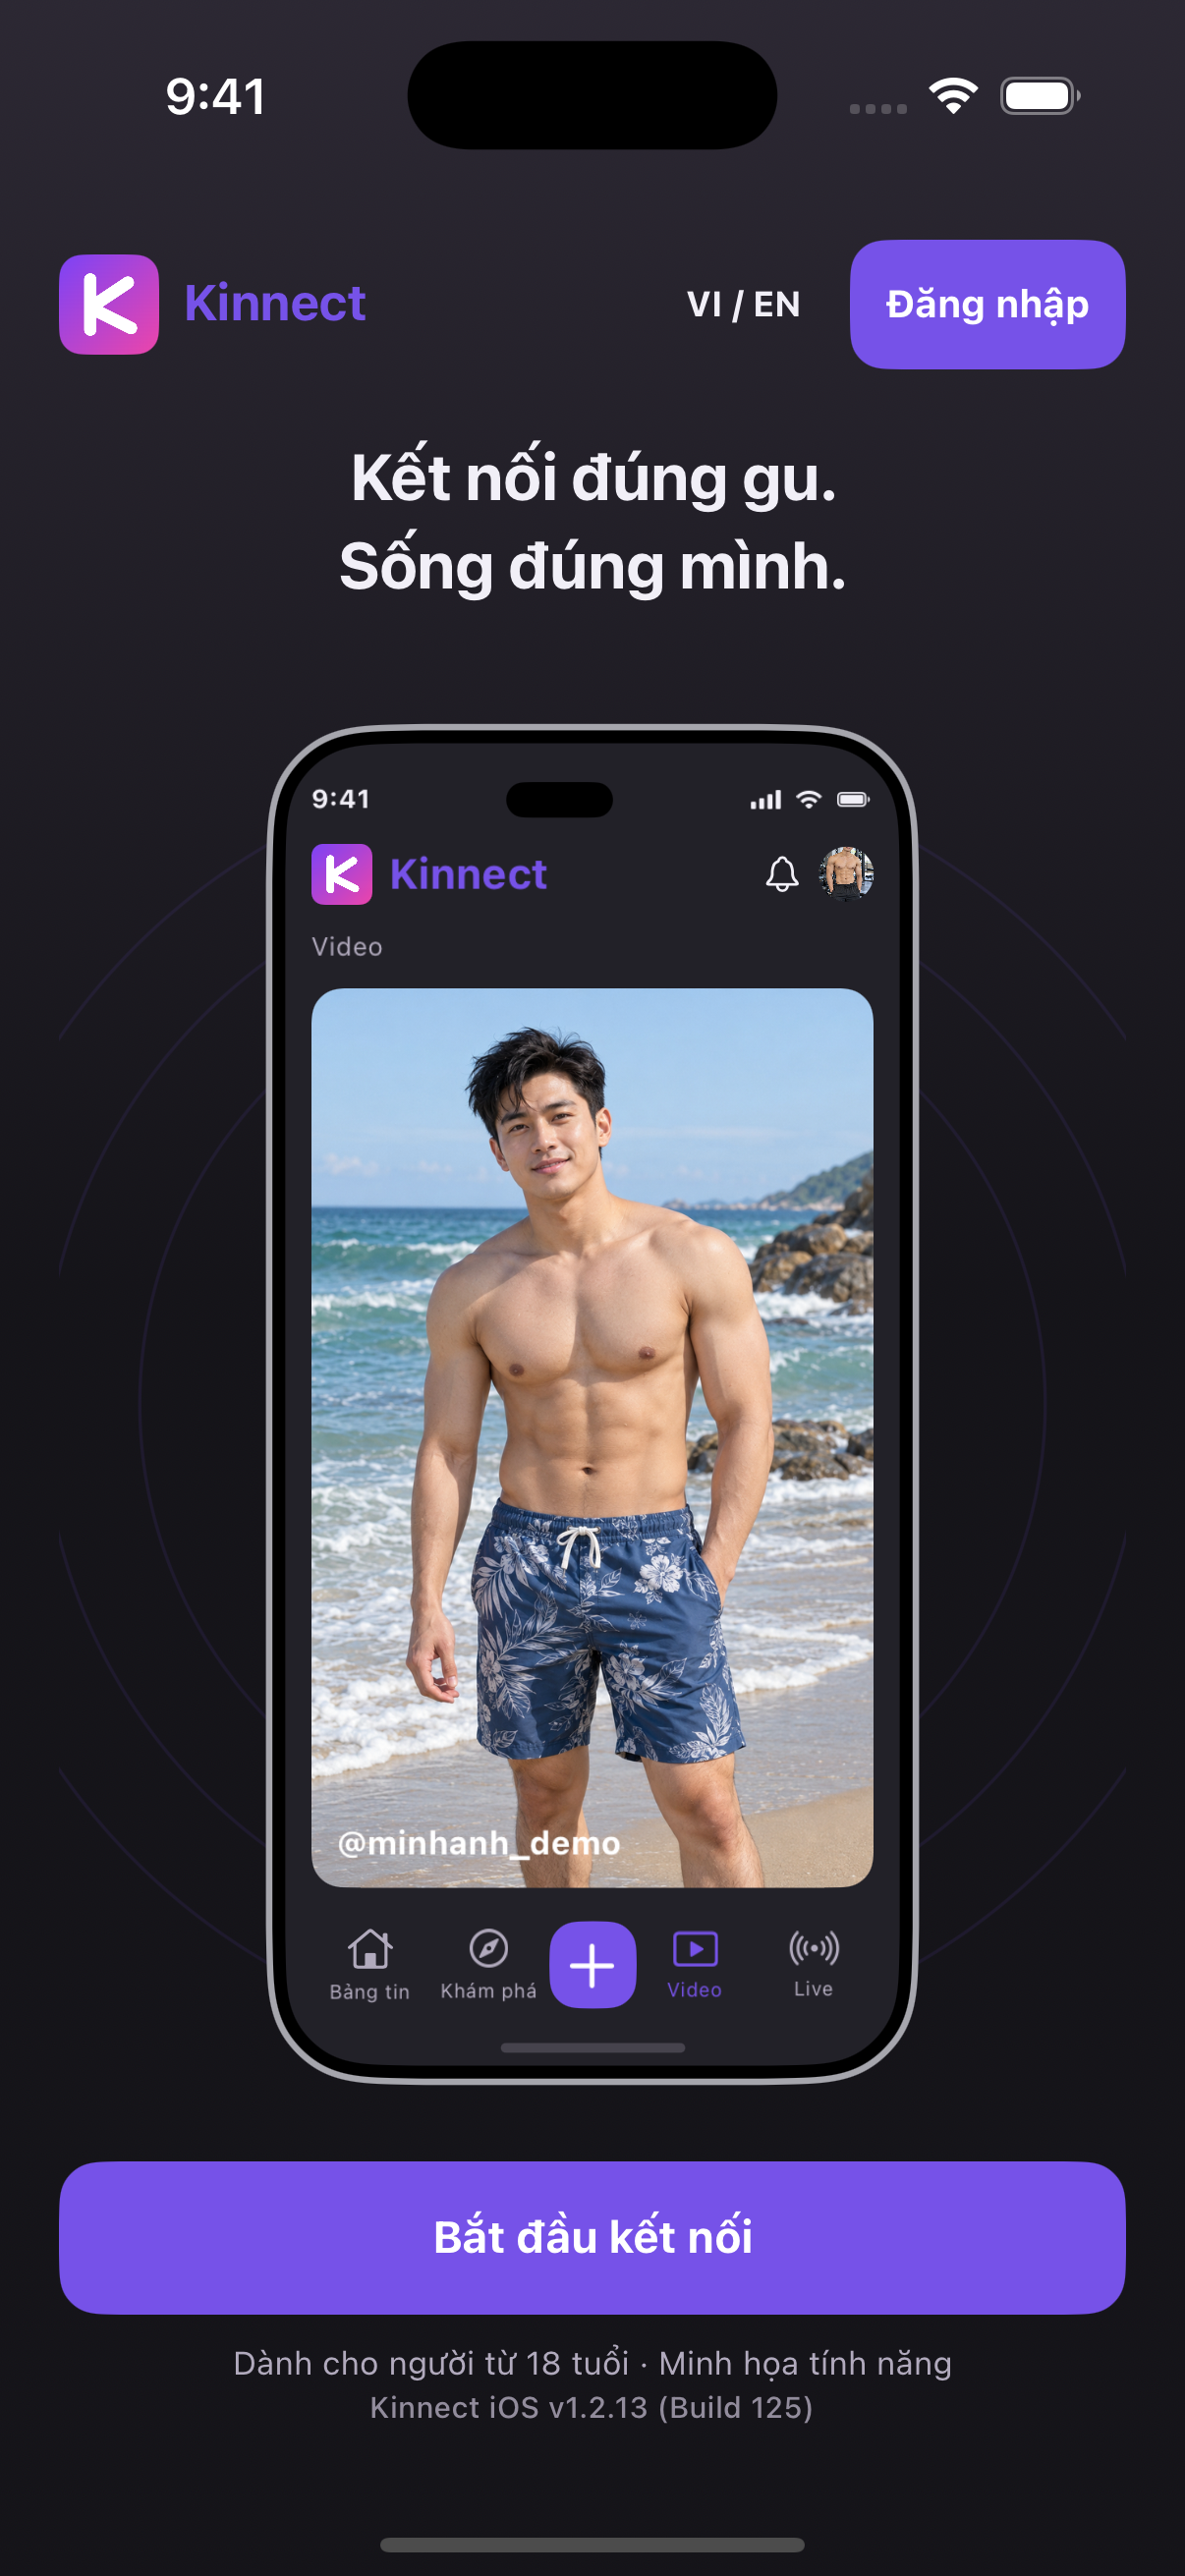 9:41
Kinnect
VI / EN
Đăng nhập
Kết nối đúng gu.
Sống đúng mình.
9:41
Kinnect
Video
@minhanh_demo
Bảng tin
Khám phá
Video
Live
Bắt đầu kết nối
Dành cho người từ 18 tuổi · Minh họa tính năng
Kinnect iOS v1.2.13 (Build 125)